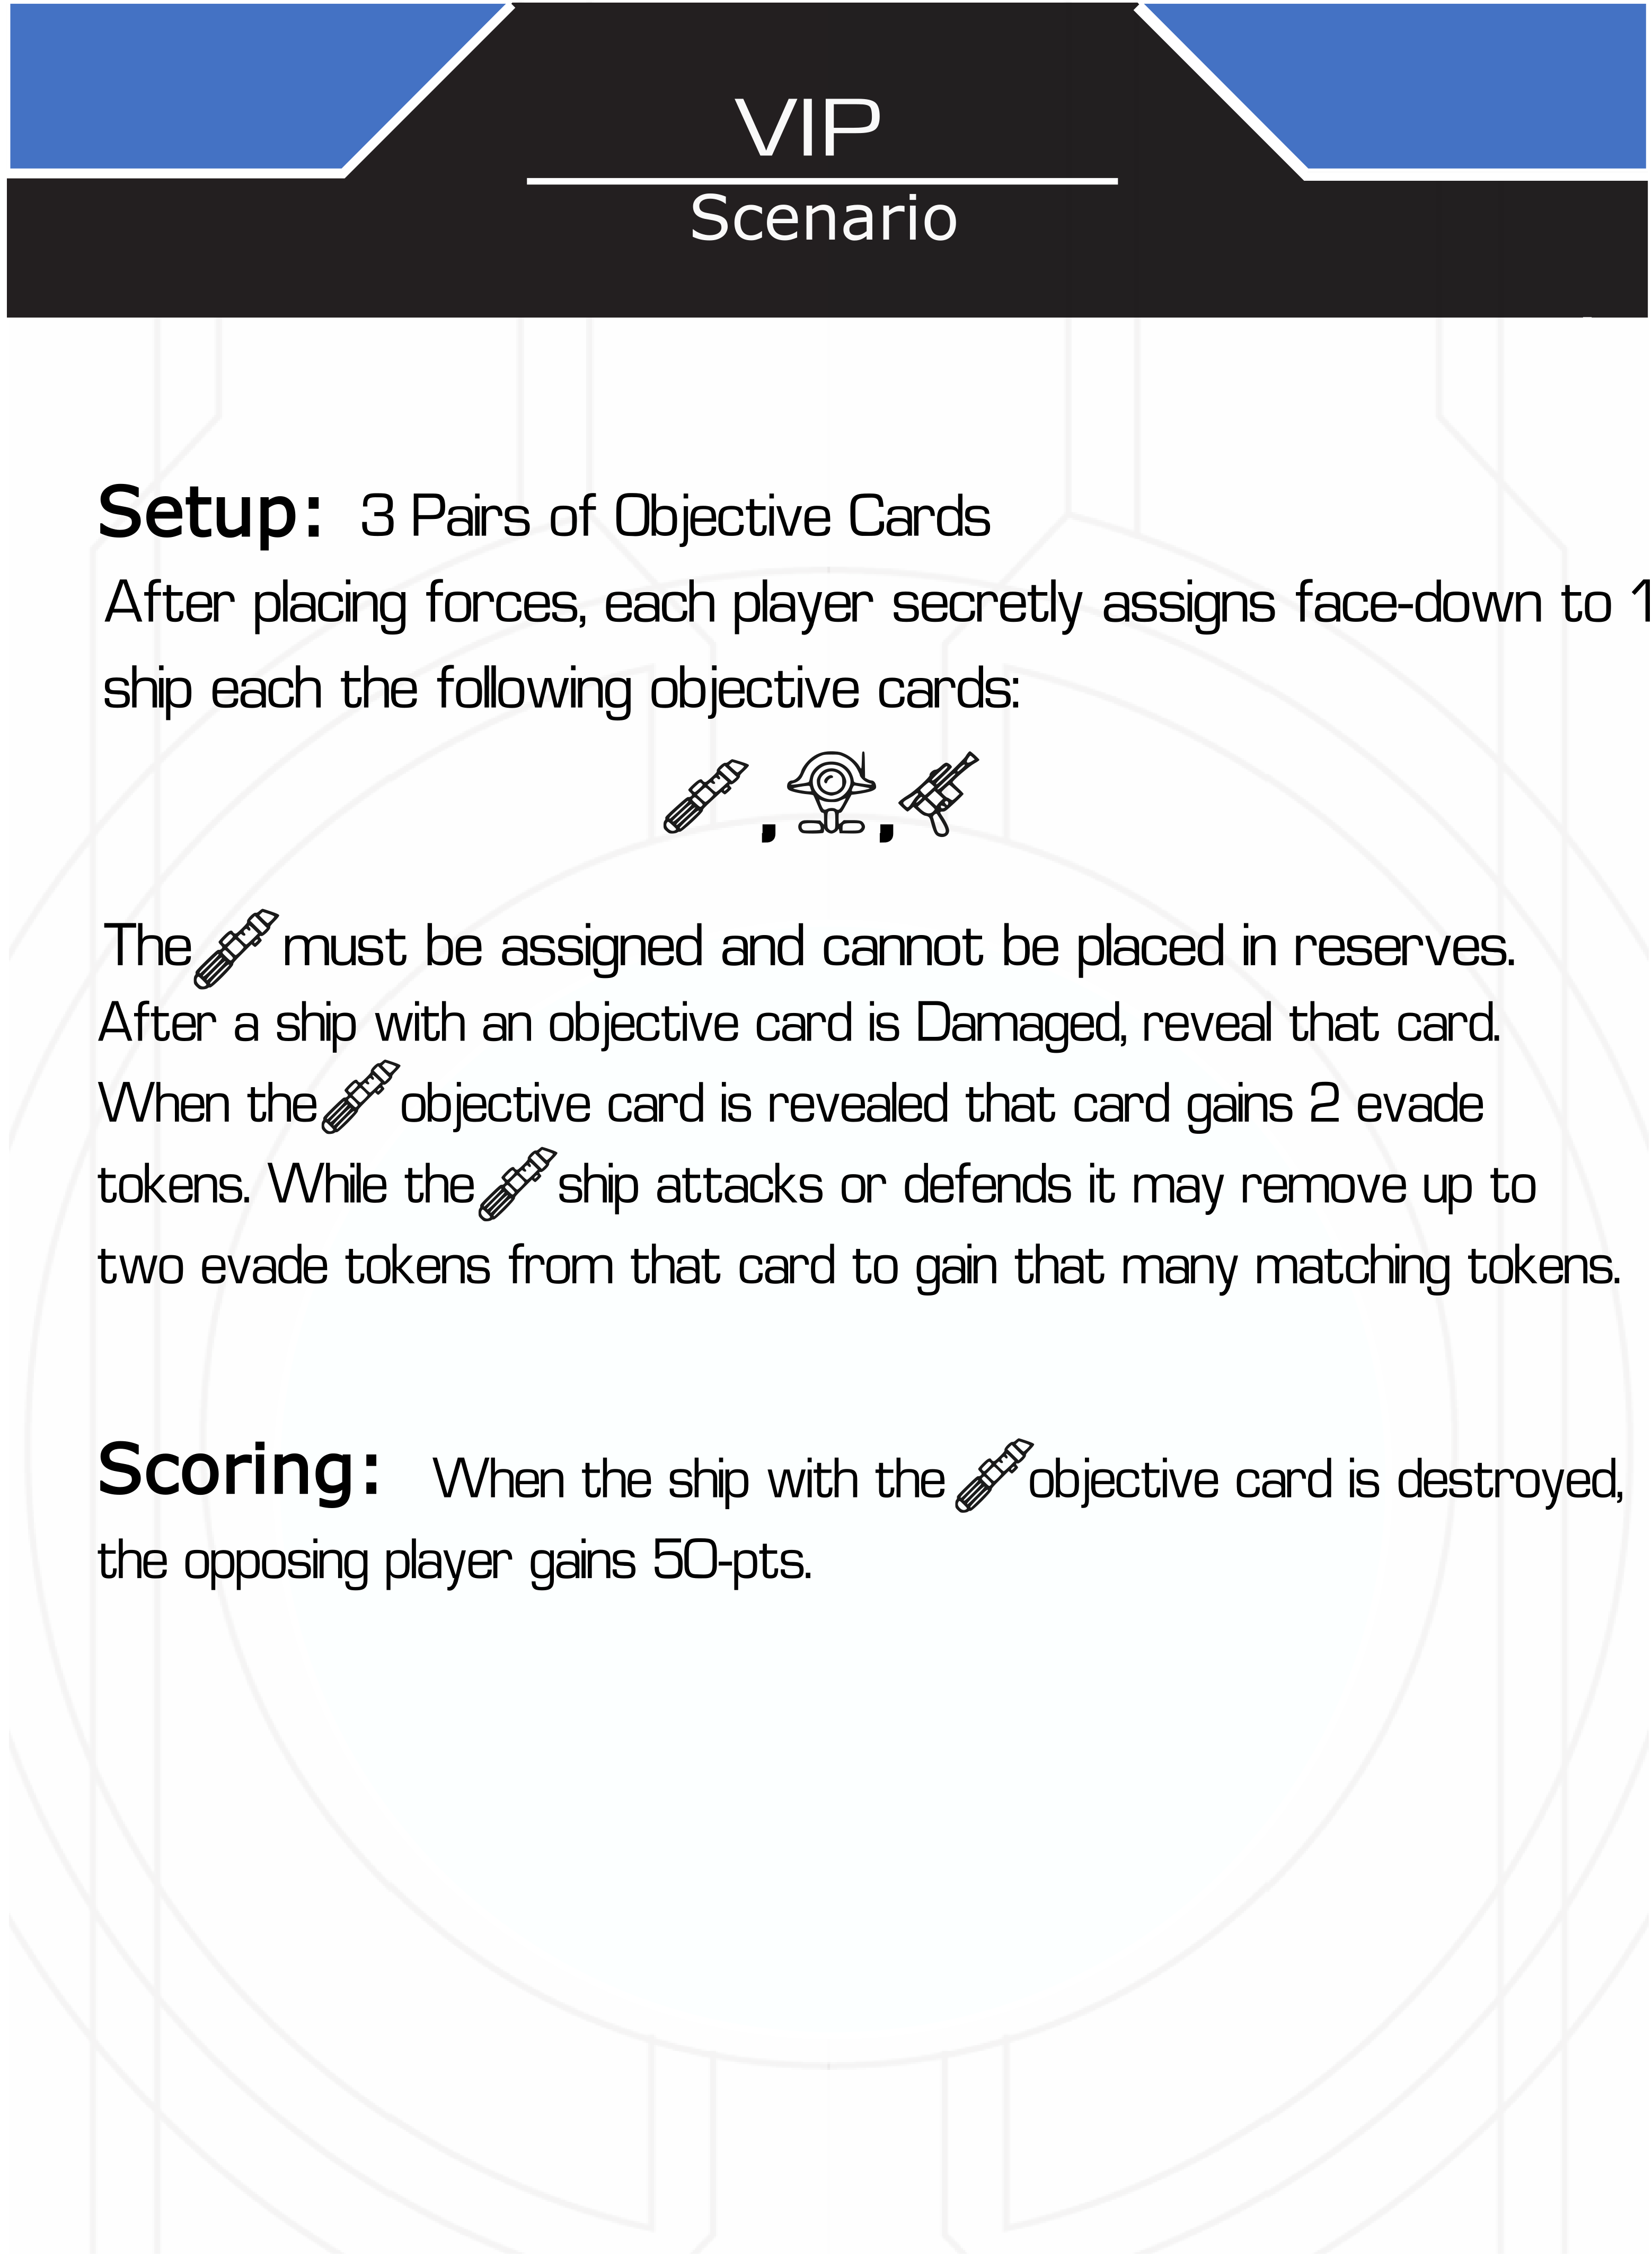 VIP
Scenario
Setup: 3 Pairs of Objective Cards
After placing forces, each player secretly assigns face-down to 1
ship each the following objective cards:
, ,
The must be assigned and cannot be placed in reserves.
After a ship with an objective card is Damaged, reveal that card.
When the objective card is revealed that card gains 2 evade
tokens. While the ship attacks or defends it may remove up to
two evade tokens from that card to gain that many matching tokens.
Scoring: When the ship with the objective card is destroyed,
the opposing player gains 50-pts.